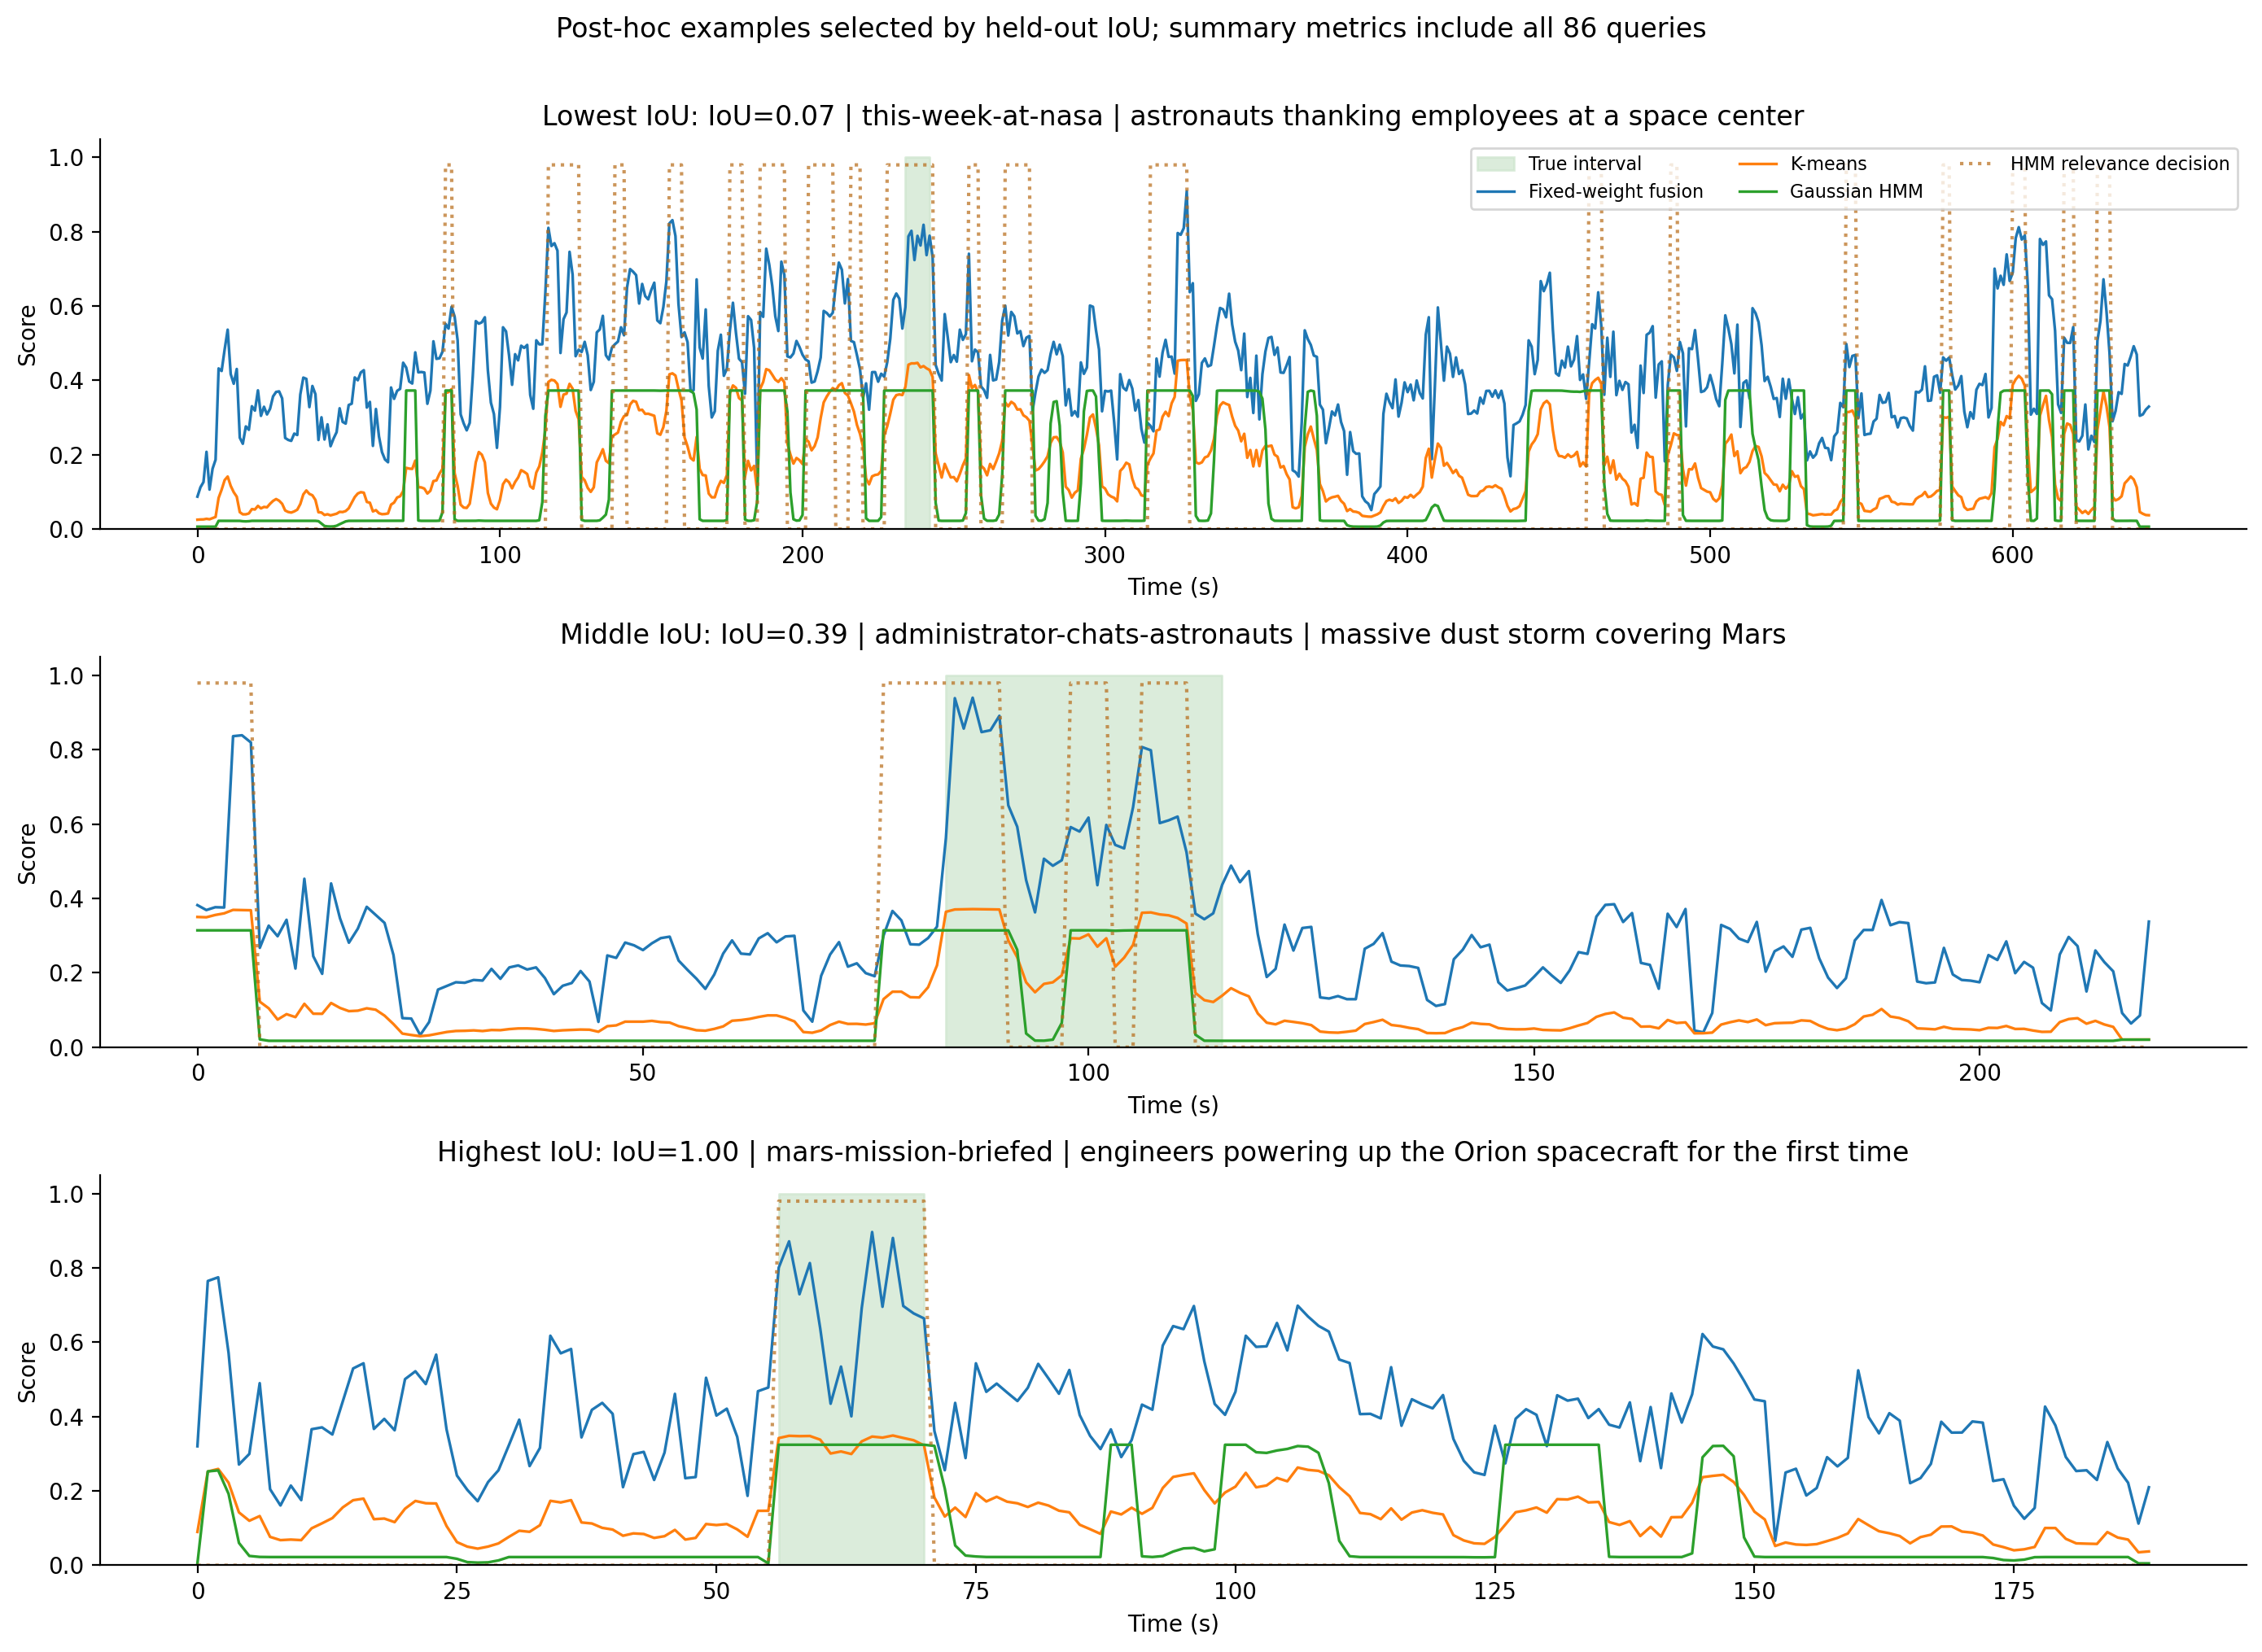 Post-hoc examples selected by held-out IoU; summary metrics include all 86 queries
Lowest IoU: IoU=0.07 | this-week-at-nasa | astronauts thanking employees at a space center
True interval
Fixed-weight fusion
K-means
Gaussian HMM
HMM relevance decision
Score
1.0
0.8
0.6
0.4
0.2
0.0
0 100 200 300 400 500 600
Time (s)
Middle IoU: IoU=0.39 | administrator-chats-astronauts | massive dust storm covering Mars
Score
1.0
0.8
0.6
0.4
0.2
0.0
0 50 100 150 200
Time (s)
Highest IoU: IoU=1.00 | mars-mission-briefed | engineers powering up the Orion spacecraft for the first time
Score
1.0
0.8
0.6
0.4
0.2
0.0
0 25 50 75 100 125 150 175
Time (s)